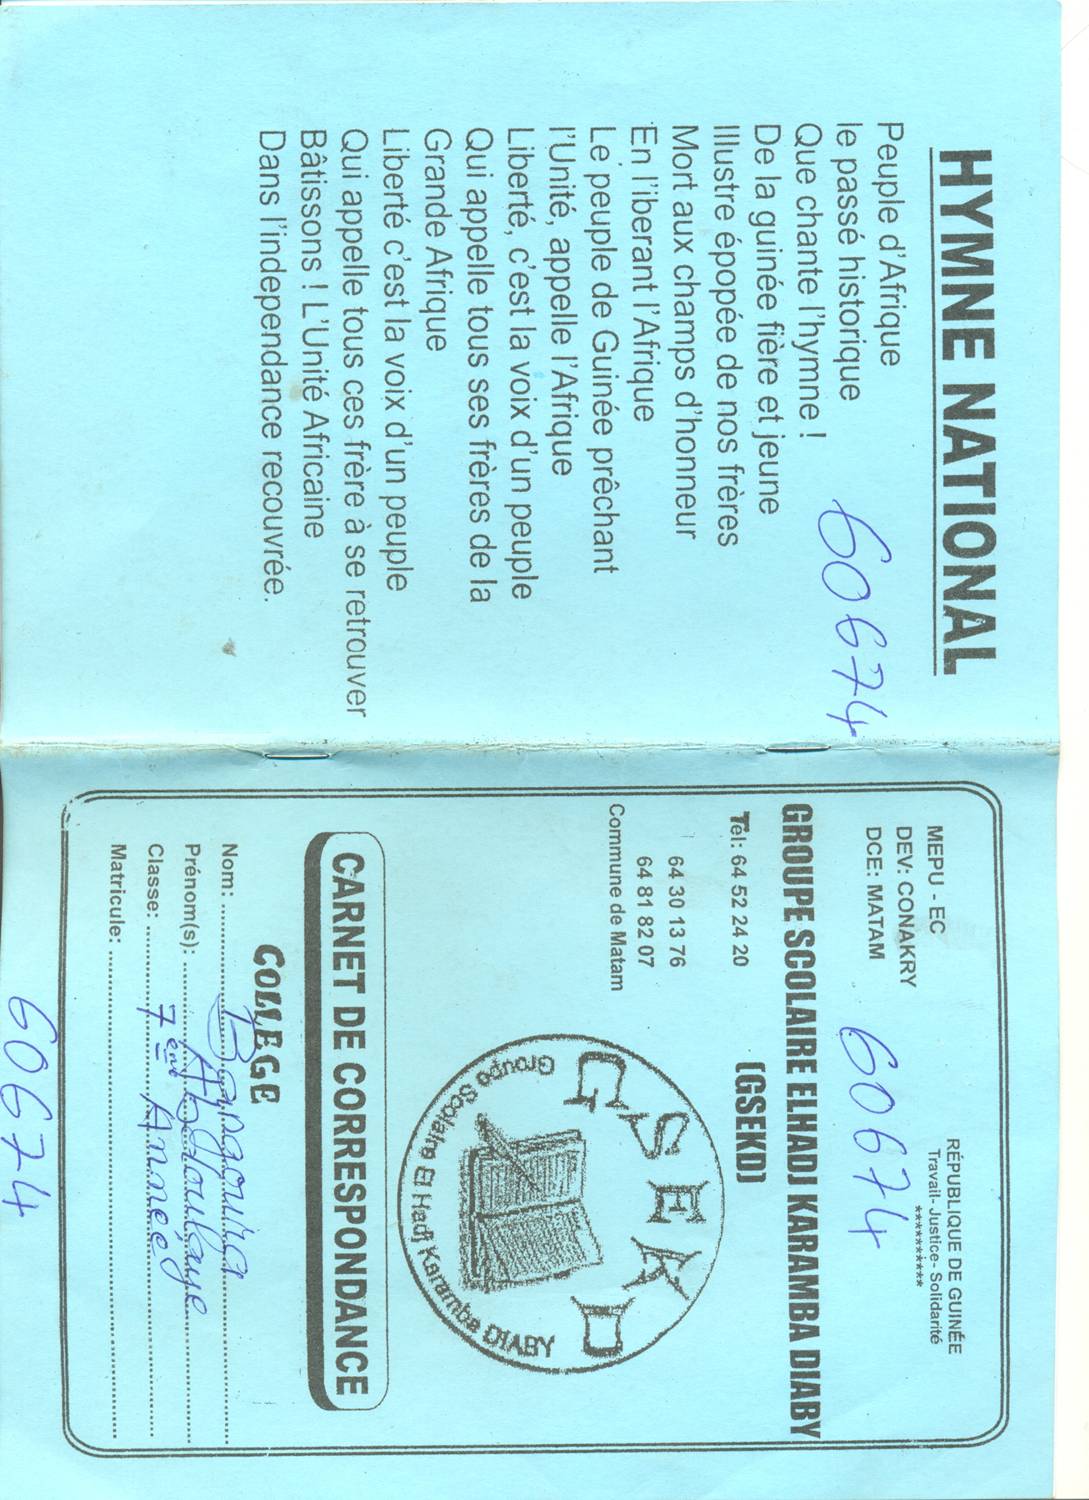 HYMNE NATIONAL
Peuple d'Afrique
le passé historique
Que chante l'hymne !
De la guinée fière et jeune
Illustre épopée de nos frères
Mort aux champs d'honneur
En l'liberant l'Afrique
Le peuple de Guinée prêchant
l'Unité, appelle l'Afrique
Liberté, c'est la voix d'un peuple
Qui appelle tous ses frères de la
Grande Afrique
Liberté c'est la voix d'un peuple
Qui appelle tous ces frère à se retrouver
Bâtissons ! L'Unité Africaine
Dans l'independance recouvrée.
60674
MEPU - EC
DEV: CONAKRY
DCE: MATAM
RÉPUBLIQUE DE GUINÉE
Travail- Justice- Solidarité
***********
60674
GROUPE SCOLAIRE ELHADJ KARAMBA DIABY
(GSEKD)
Tél: 64 52 24 20
64 30 13 76
64 81 82 07
Commune de Matam
GSEKD
Groupe Scolaire El Hadj Karamba DIABY
CARNET DE CORRESPONDANCE
COLLEGE
Nom: Bangoura
Prénom(s): Abdoulaye
Classe: 7ème Année
Matricule:
60674